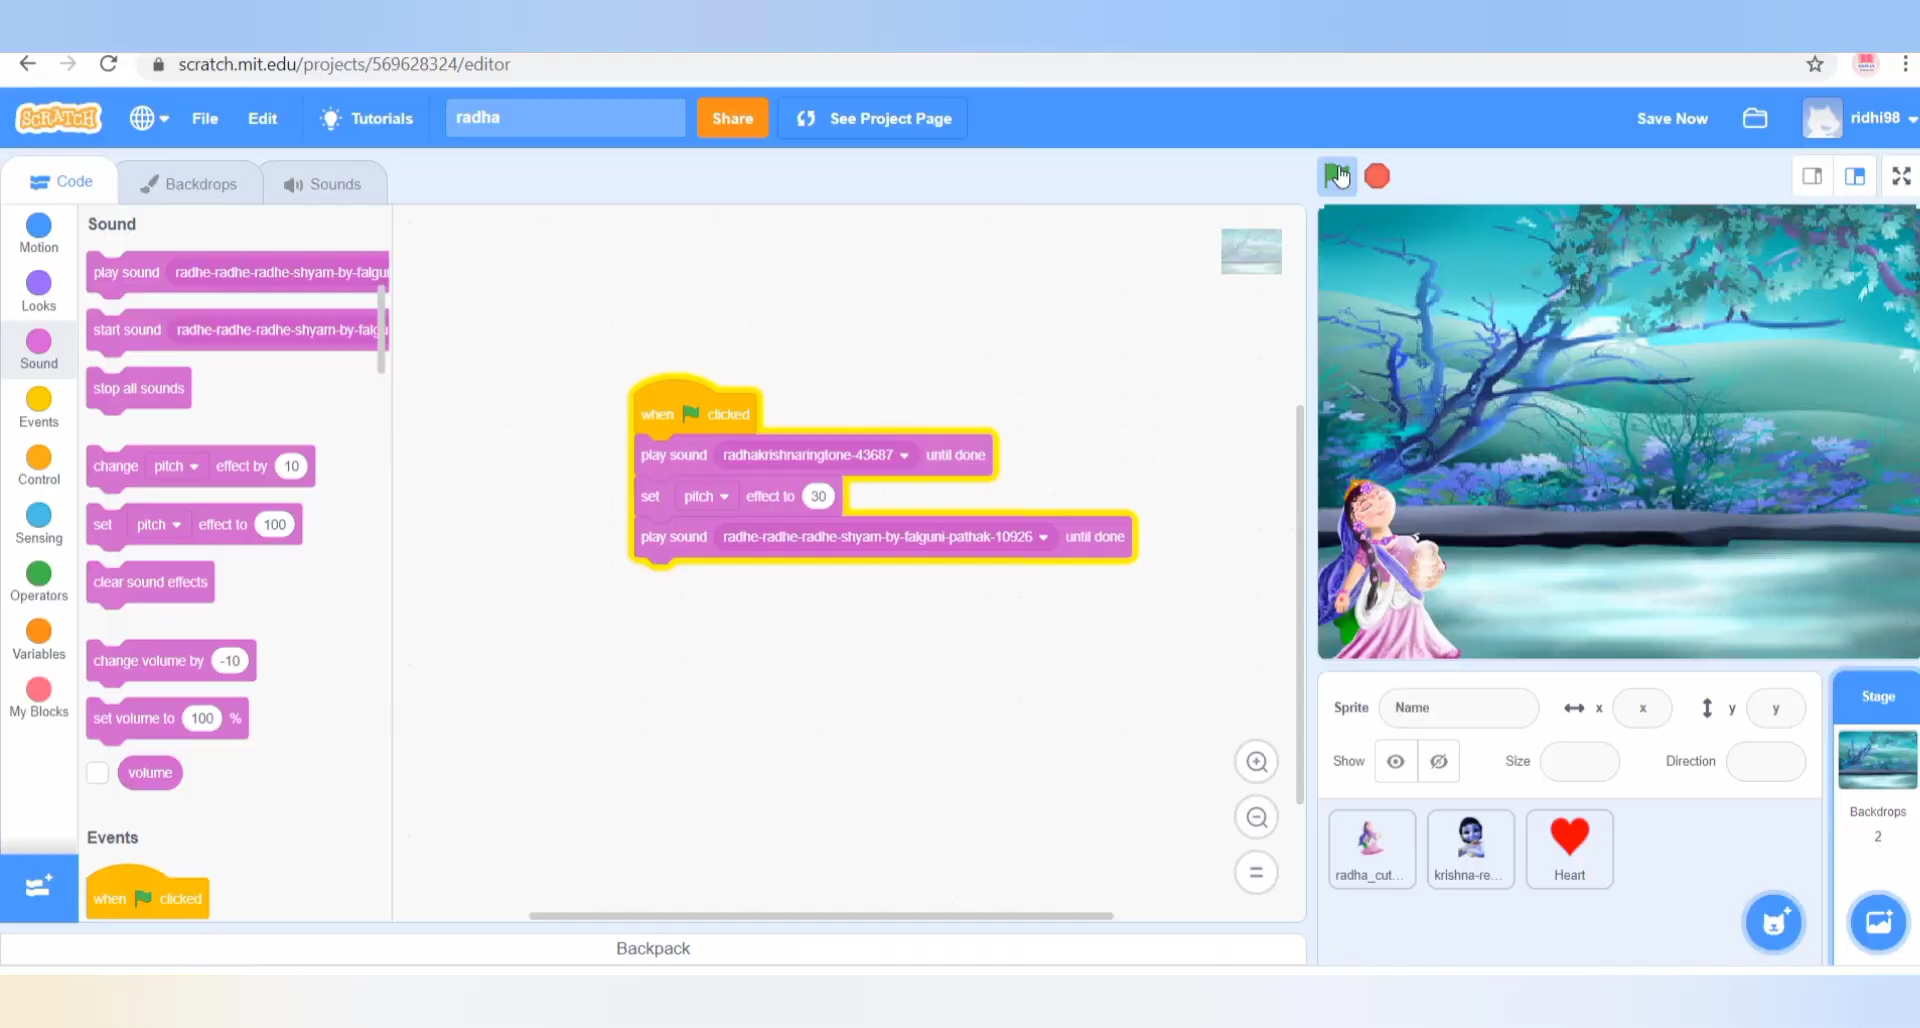 scratch.mit.edu/projects/569628324/editor
SCRATCH File Edit Tutorials radha Share See Project Page Save Now ridhi98
Code Backdrops Sounds
Motion
Looks
Sound
Events
Control
Sensing
Operators
Variables
My Blocks
Sound
play sound radhe-radhe-radhe-shyam-by-falgu
start sound radhe-radhe-radhe-shyam-by-falgu
stop all sounds
change pitch effect by 10
set pitch effect to 100
clear sound effects
change volume by -10
set volume to 100 %
volume
Events
when clicked
when clicked
play sound radhakrishnaringtone-43687 until done
set pitch effect to 30
play sound radhe-radhe-radhe-shyam-by-falguni-pathak-10926 until done
=
Backpack
Sprite Name x x y y
Show Size Direction
radha_cut... krishna-re... Heart
Stage
Backdrops
2